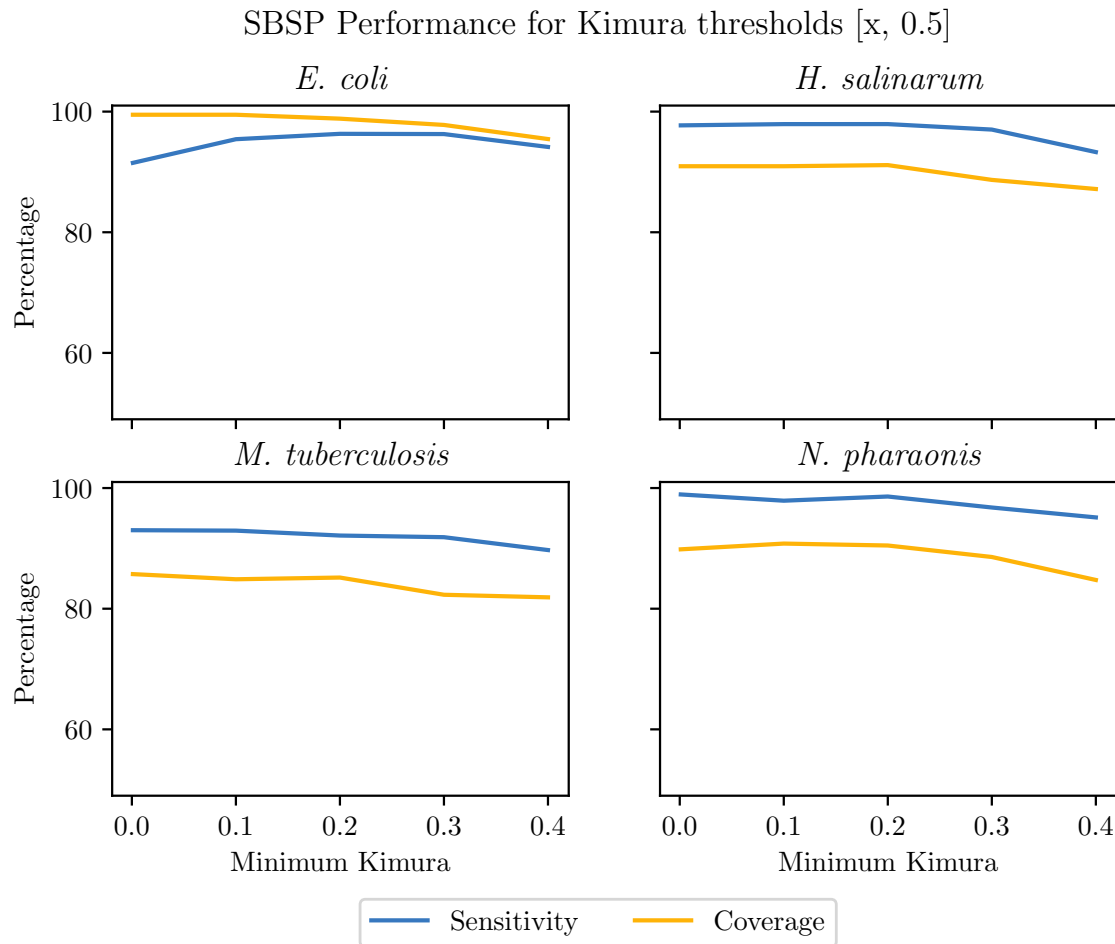 SBSP Performance for Kimura thresholds [x, 0.5]
E. coli
H. salinarum
100
80
60
Percentage
M. tuberculosis
N. pharaonis
100
80
60
Percentage
0.0 0.1 0.2 0.3 0.4
0.0 0.1 0.2 0.3 0.4
Minimum Kimura
Minimum Kimura
Sensitivity
Coverage